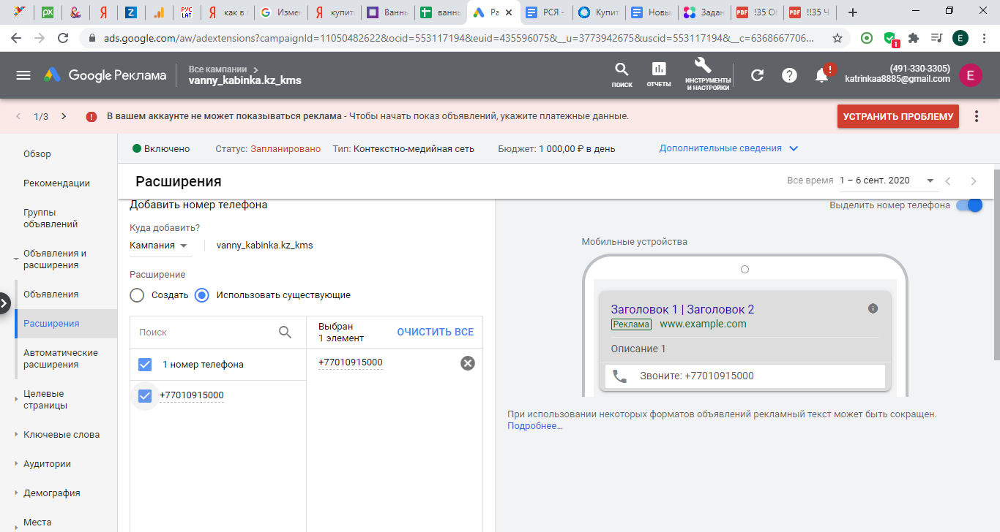 как в
Измен
купит
Ванны
ванны
Ра
РСЯ -
Купит
Новы
Задан
!35 О
!!35 Ч
ads.google.com/aw/adextensions?campaignId=11050482622&ocid=553117194&euid=435596075&__u=3773942675&uscid=553117194&__c=6368667706...
1
E
Google Реклама
Все кампании
vanny_kabinka.kz_kms
ПОИСК
ОТЧЕТЫ
ИНСТРУМЕНТЫ
И НАСТРОЙКИ
(491-330-3305)
katrinkaa8885@gmail.com
E
1/3
В вашем аккаунте не может показываться реклама - Чтобы начать показ объявлений, укажите платежные данные.
УСТРАНИТЬ ПРОБЛЕМУ
Обзор
Рекомендации
Группы
объявлений
Объявления и
расширения
Объявления
Расширения
Автоматические
расширения
Целевые
страницы
Ключевые слова
Аудитории
Демография
Места
Включено
Статус: Запланировано
Тип: Контекстно-медийная сеть
Бюджет: 1 000,00 ₽ в день
Дополнительные сведения
Расширения
Все время
1 – 6 сент. 2020
Добавить номер телефона
Куда добавить?
Кампания
vanny_kabinka.kz_kms
Расширение
Создать
Использовать существующие
Поиск
1 номер телефона
+77010915000
Выбран
1 элемент
ОЧИСТИТЬ ВСЕ
+77010915000
Выделить номер телефона
Мобильные устройства
Заголовок 1 | Заголовок 2
Реклама www.example.com
Описание 1
Звоните: +77010915000
При использовании некоторых форматов объявлений рекламный текст может быть сокращен.
Подробнее...